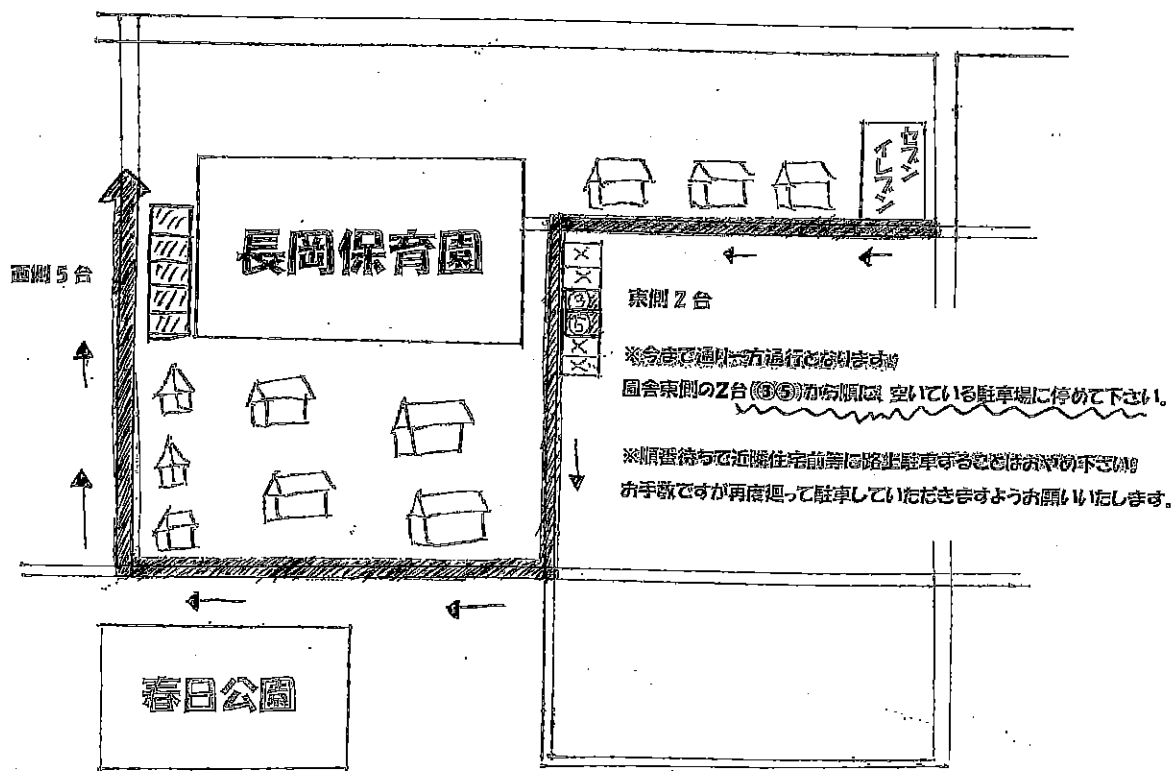 セブン
イレブン
長岡保育園
西側5台
×
×
③
⑤
×
×
東側2台
※今まで通り一方通行となります。
園舎東側の2台(③⑤)から順に、空いている駐車場に停めて下さい。
※順番待ちで近隣住宅前等に路上駐車することはおやめ下さい。
お手数ですが再度廻って駐車していただきますようお願いいたします。
春日公園